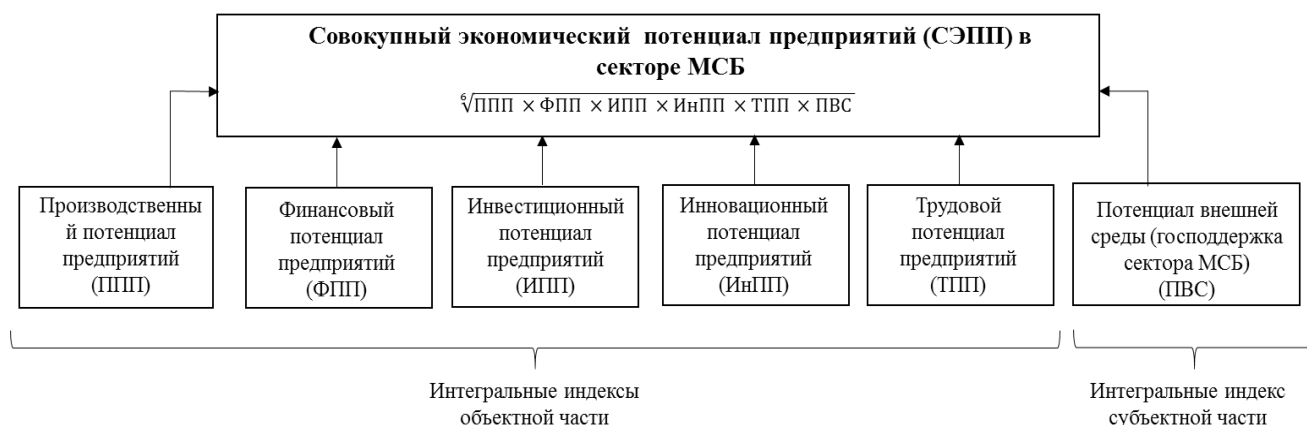 Совокупный экономический потенциал предприятий (СЭПП) в
секторе МСБ
⁶√ППП × ФПП × ИПП × ИнПП × ТПП × ПВС
Производственны
й потенциал
предприятий
(ППП)
Финансовый
потенциал
предприятий
(ФПП)
Инвестиционный
потенциал
предприятий
(ИПП)
Инновационный
потенциал
предприятий
(ИнПП)
Трудовой
потенциал
предприятий
(ТПП)
Потенциал внешней
среды (господдержка
сектора МСБ)
(ПВС)
Интегральные индексы
объектной части
Интегральные индекс
субъектной части